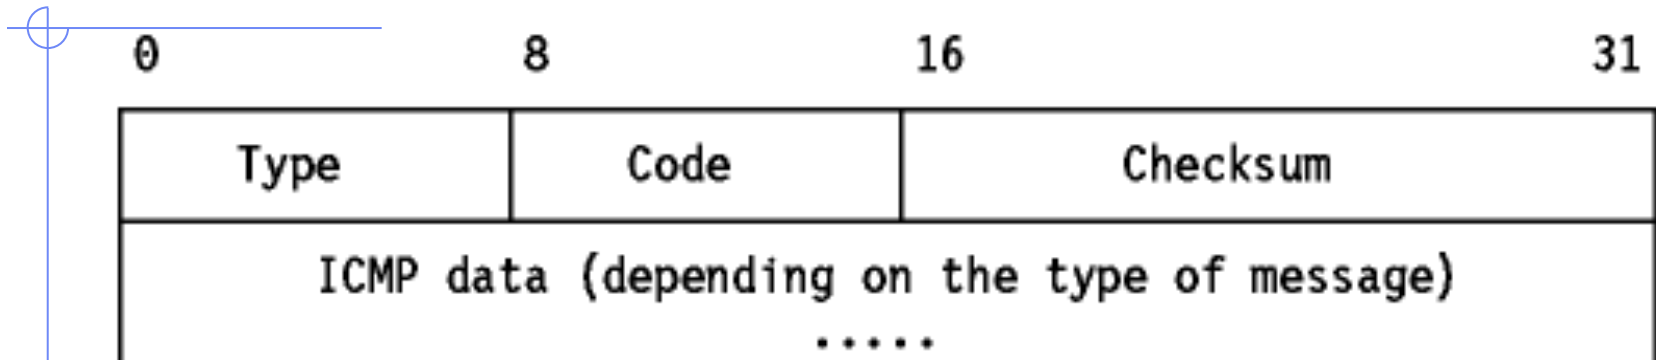 0 8 16 31
Type Code Checksum
ICMP data (depending on the type of message)
.....